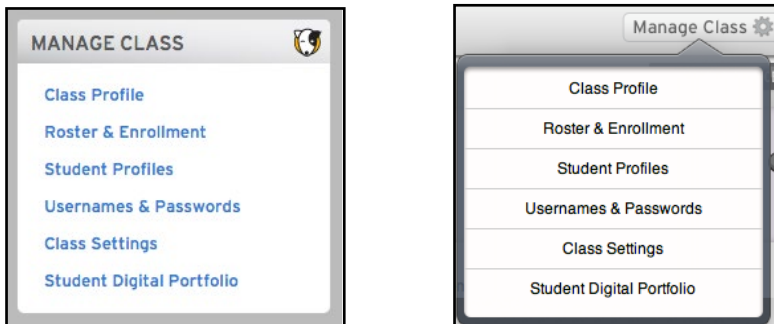 MANAGE CLASS
Class Profile
Roster & Enrollment
Student Profiles
Usernames & Passwords
Class Settings
Student Digital Portfolio
Manage Class
Class Profile
Roster & Enrollment
Student Profiles
Usernames & Passwords
Class Settings
Student Digital Portfolio